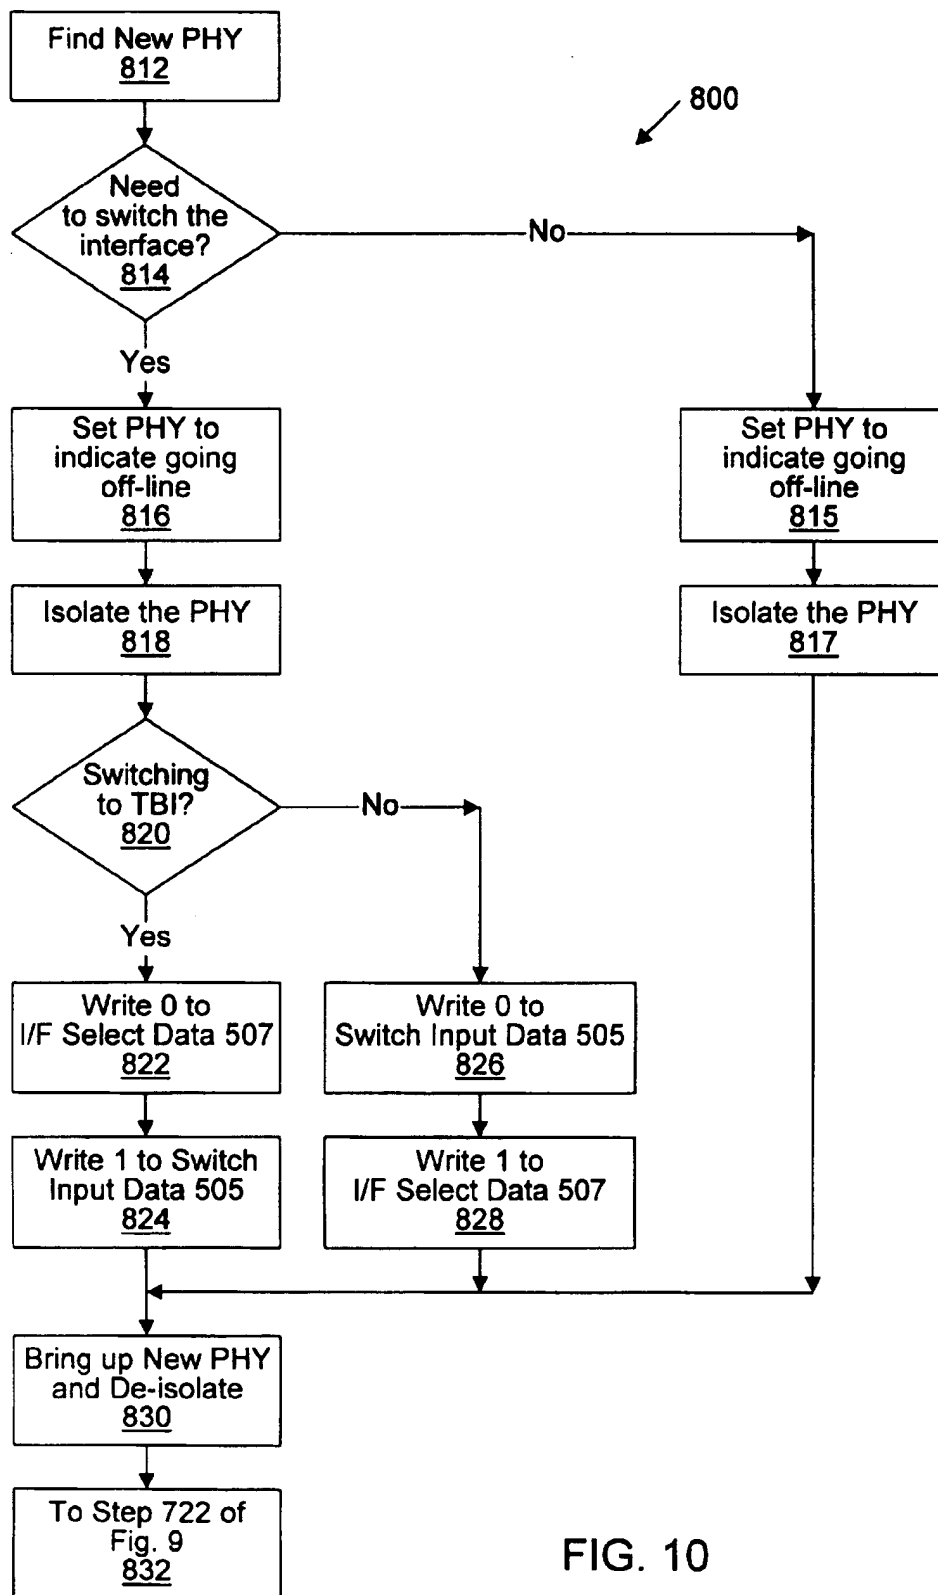 Find New PHY
812
800
Need
to switch the
interface?
814
No
Yes
Set PHY to
indicate going
off-line
816
Set PHY to
indicate going
off-line
815
Isolate the PHY
818
Isolate the PHY
817
Switching
to TBI?
820
No
Yes
Write 0 to
I/F Select Data 507
822
Write 0 to
Switch Input Data 505
826
Write 1 to Switch
Input Data 505
824
Write 1 to
I/F Select Data 507
828
Bring up New PHY
and De-isolate
830
To Step 722 of
Fig. 9
832
FIG. 10